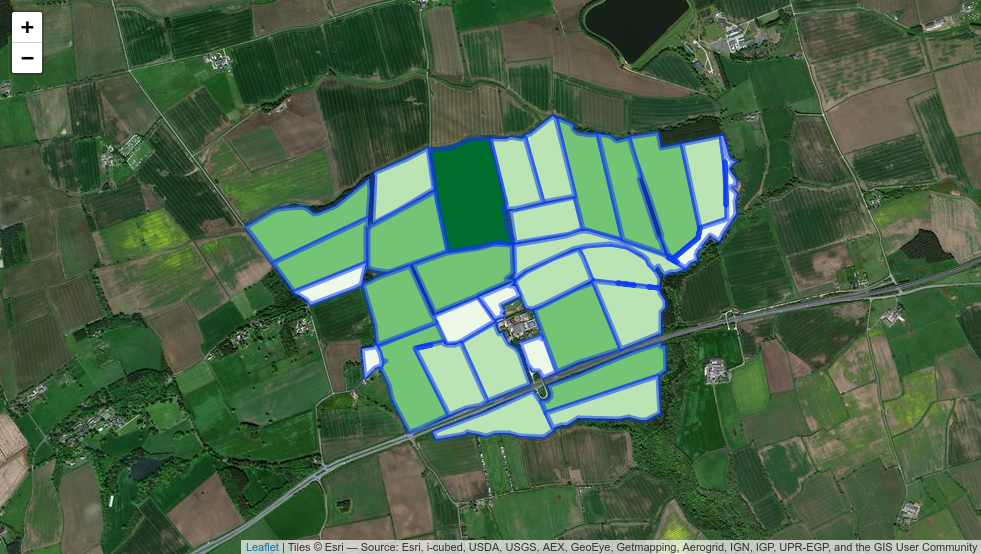 +
−
Leaflet | Tiles © Esri — Source: Esri, i-cubed, USDA, USGS, AEX, GeoEye, Getmapping, Aerogrid, IGN, IGP, UPR-EGP, and the GIS User Community